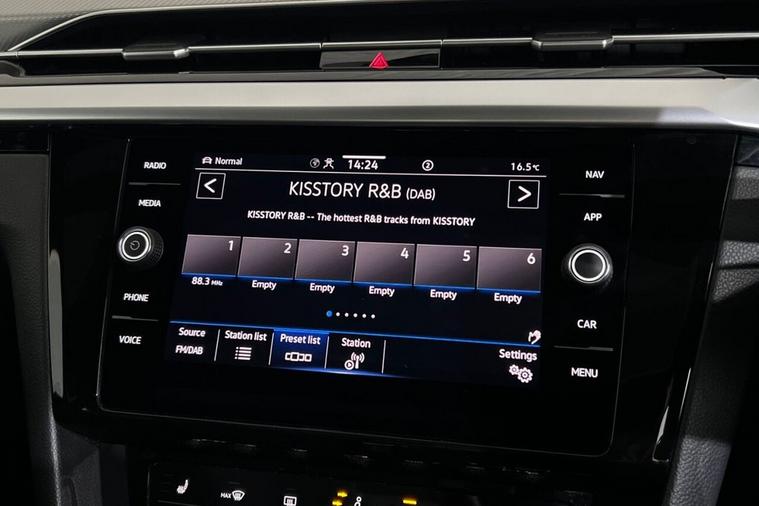 RADIO
MEDIA
PHONE
VOICE
Normal
14:24
2
16.5°C
KISSTORY R&B (DAB)
KISSTORY R&B -- The hottest R&B tracks from KISSTORY
1 2 3 4 5 6
88.3 MHz Empty Empty Empty Empty Empty
Source
FM/DAB
Station list
Preset list
Station
Settings
NAV
APP
CAR
MENU
MAX